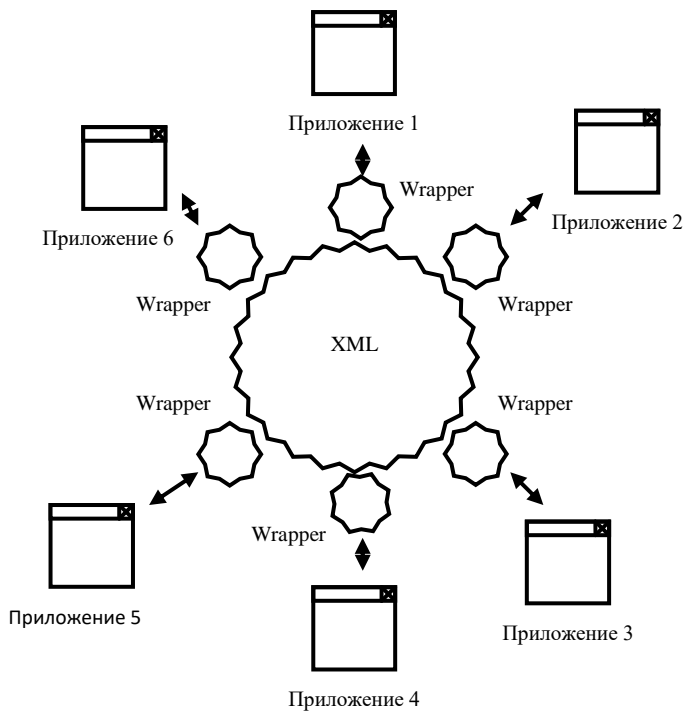 Приложение 1
Wrapper
Приложение 2
Приложение 6
Wrapper
Wrapper
XML
Wrapper
Wrapper
Wrapper
Приложение 5
Приложение 3
Приложение 4